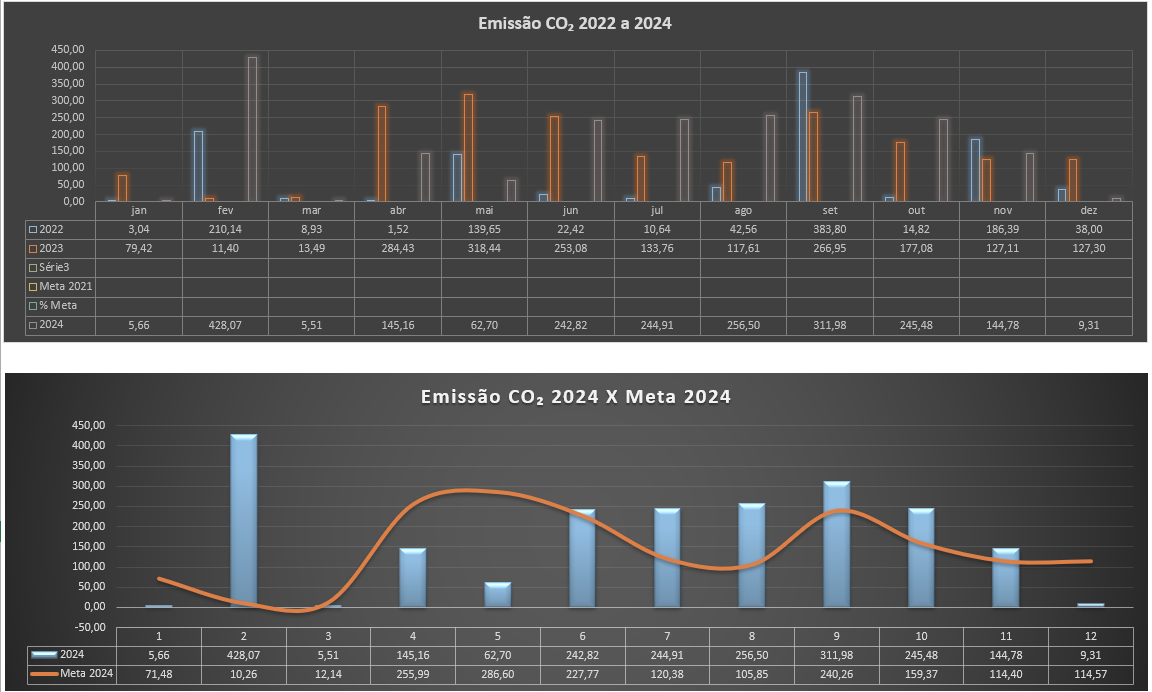 Emissão CO₂ 2022 a 2024
450,00
400,00
350,00
300,00
250,00
200,00
150,00
100,00
50,00
0,00
jan fev mar abr mai jun jul ago set out nov dez
2022 3,04 210,14 8,93 1,52 139,65 22,42 10,64 42,56 383,80 14,82 186,39 38,00
2023 79,42 11,40 13,49 284,43 318,44 253,08 133,76 117,61 266,95 177,08 127,11 127,30
Série3
Meta 2021
% Meta
2024 5,66 428,07 5,51 145,16 62,70 242,82 244,91 256,50 311,98 245,48 144,78 9,31
Emissão CO₂ 2024 X Meta 2024
450,00
400,00
350,00
300,00
250,00
200,00
150,00
100,00
50,00
0,00
-50,00
1 2 3 4 5 6 7 8 9 10 11 12
2024 5,66 428,07 5,51 145,16 62,70 242,82 244,91 256,50 311,98 245,48 144,78 9,31
Meta 2024 71,48 10,26 12,14 255,99 286,60 227,77 120,38 105,85 240,26 159,37 114,40 114,57